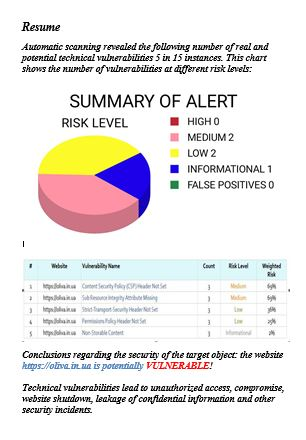 Resume
Automatic scanning revealed the following number of real and
potential technical vulnerabilities 5 in 15 instances. This chart
shows the number of vulnerabilities at different risk levels:
SUMMARY OF ALERT
RISK LEVEL
HIGH 0
MEDIUM 2
LOW 2
INFORMATIONAL 1
FALSE POSITIVES 0
# Website Vulnerability Name Count Risk Level Weighted Risk
1 https://oliva.in.ua Content Security Policy (CSP) Header Not Set 3 Medium 63%
2 https://oliva.in.ua Sub Resource Integrity Attribute Missing 3 Medium 63%
3 https://oliva.in.ua Strict-Transport-Security Header Not Set 3 Low
4 https://oliva.in.ua Permissions Policy Header Not Set 3 Low
5 https://oliva.in.ua Non-Storable Content 3 Informational
Conclusions regarding the security of the target object: the website
https://oliva.in.ua is potentially VULNERABLE!
Technical vulnerabilities lead to unauthorized access, compromise,
website shutdown, leakage of confidential information and other
security incidents.